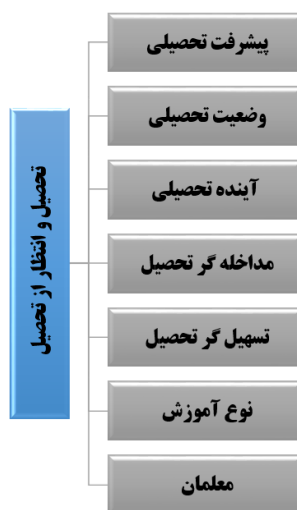 پیشرفت تحصیلی
وضعیت تحصیلی
آینده تحصیلی
مداخله گر تحصیل
تسهیل گر تحصیل
نوع آموزش
معلمان
تحصیل و انتظار از تحصیل